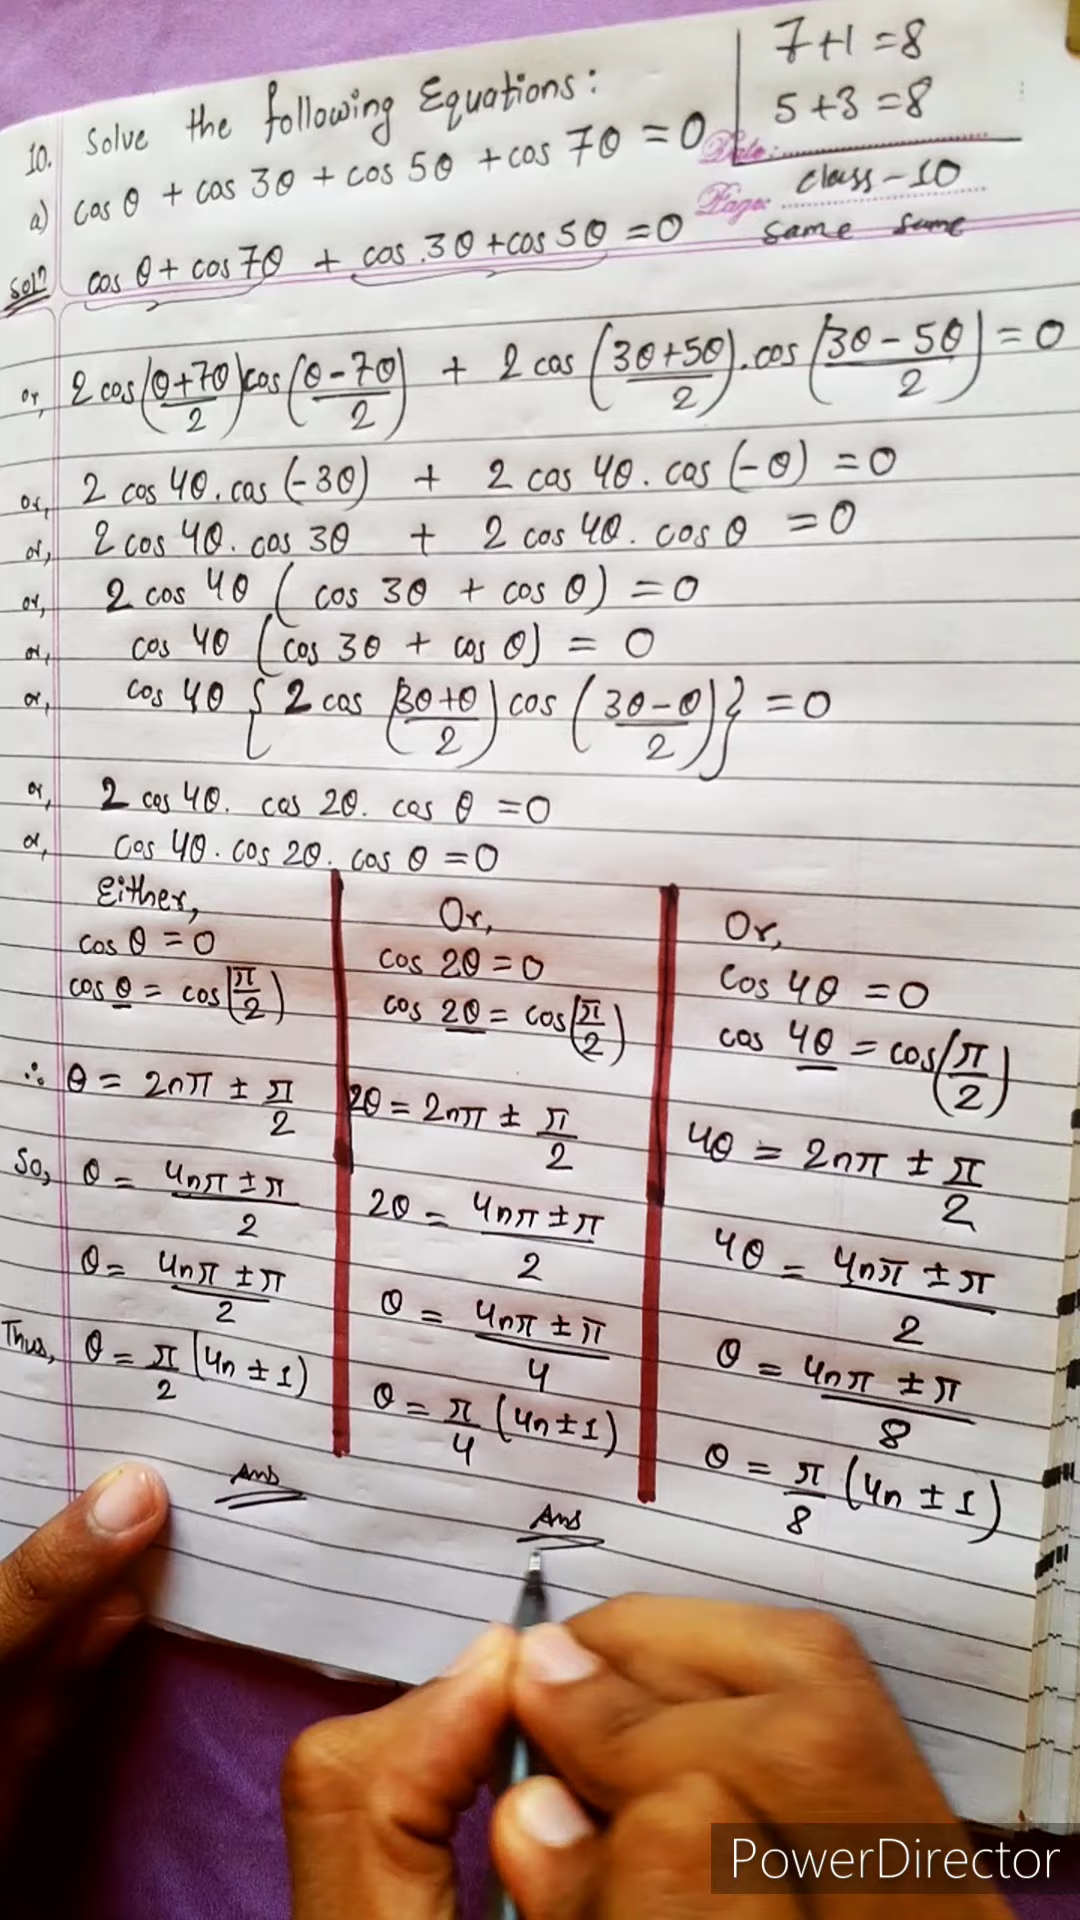 10. Solve the following Equations:
7+1=8
5+3=8
a) cos θ + cos 3θ + cos 5θ + cos 7θ = 0
Date:
Page: class-10
same same
Solⁿ cos θ + cos 7θ + cos 3θ + cos 5θ = 0
or, 2 cos((θ+7θ)/2) cos((θ-7θ)/2) + 2 cos((3θ+5θ)/2) . cos((3θ-5θ)/2) = 0
or, 2 cos 4θ . cos (-3θ) + 2 cos 4θ . cos (-θ) = 0
or, 2 cos 4θ . cos 3θ + 2 cos 4θ . cos θ = 0
or, 2 cos 4θ (cos 3θ + cos θ) = 0
or, cos 4θ (cos 3θ + cos θ) = 0
or, cos 4θ {2 cos ((3θ+θ)/2) cos ((3θ-θ)/2)} = 0
or, 2 cos 4θ . cos 2θ . cos θ = 0
or, cos 4θ . cos 2θ . cos θ = 0
Either,
cos θ = 0
cos θ = cos(π/2)
∴ θ = 2nπ ± π/2
So, θ = (4nπ ± π)/2
θ = (4nπ ± π)/2
Thus, θ = π/2 (4n ± 1)
Ans
Or,
cos 2θ = 0
cos 2θ = cos(π/2)
2θ = 2nπ ± π/2
2θ = (4nπ ± π)/2
θ = (4nπ ± π)/4
θ = π/4 (4n ± 1)
Ans
Or,
cos 4θ = 0
cos 4θ = cos(π/2)
4θ = 2nπ ± π/2
4θ = (4nπ ± π)/2
θ = (4nπ ± π)/8
θ = π/8 (4n ± 1)
PowerDirector